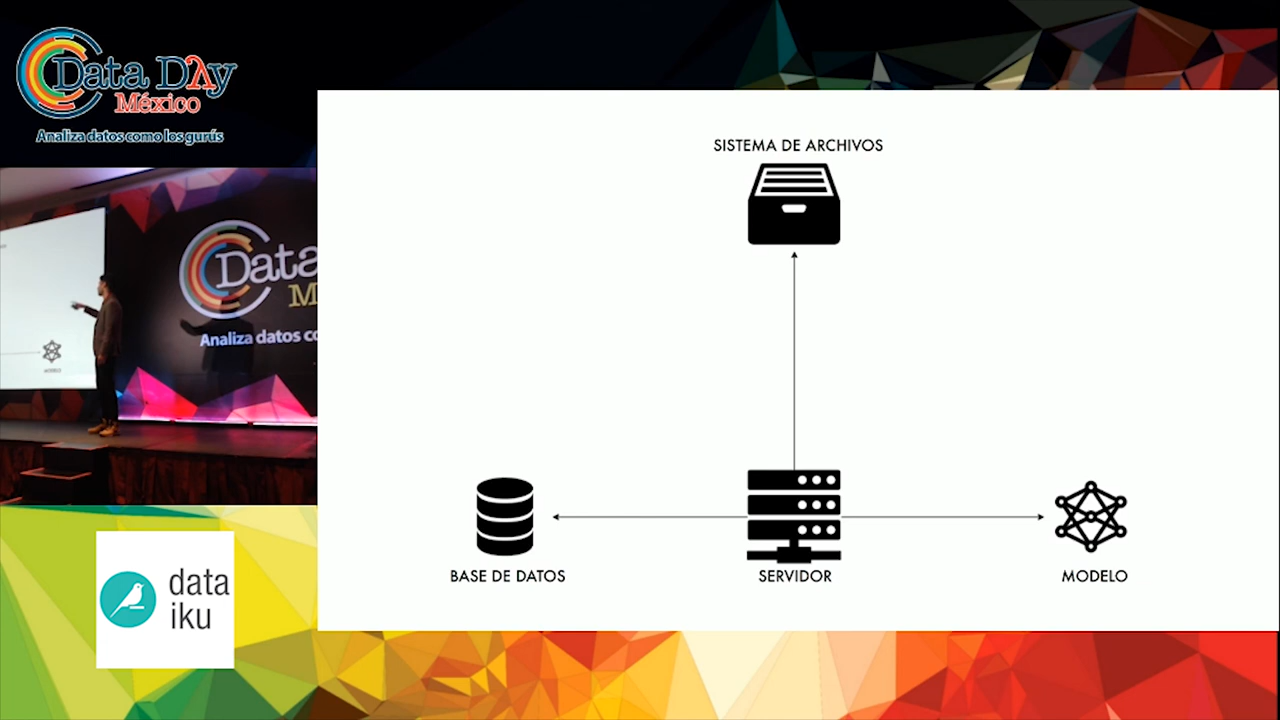 Data Day
México
Analiza datos como los gurús
SISTEMA DE ARCHIVOS
BASE DE DATOS
SERVIDOR
MODELO
Data
M
Analiza datos co
MODELO
data
iku